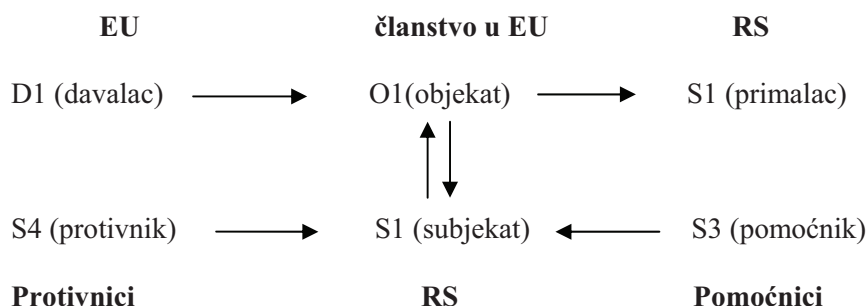 EU članstvo u EU RS
D1 (davalac) O1(objekat) S1 (primalac)
S4 (protivnik) S1 (subjekat) S3 (pomoćnik)
Protivnici RS Pomoćnici